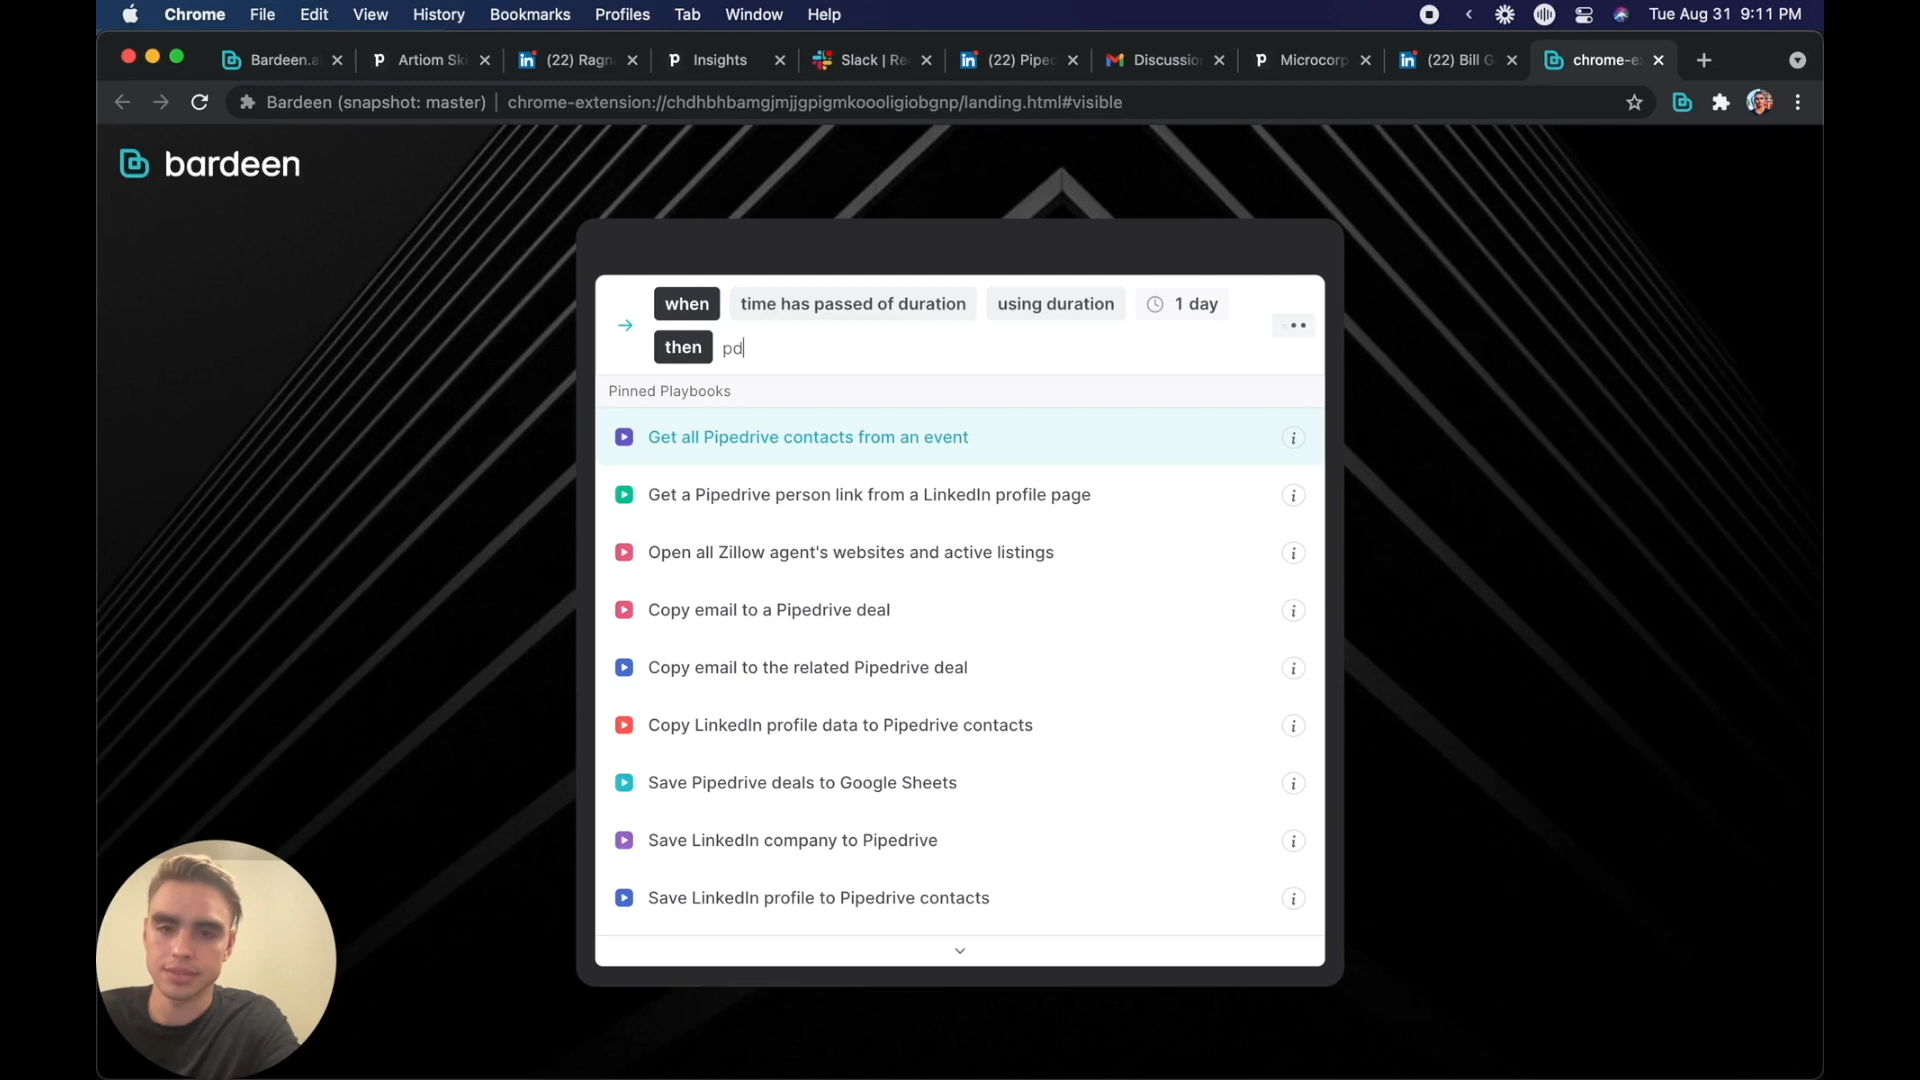 Chrome File Edit View History Bookmarks Profiles Tab Window Help Tue Aug 31 9:11 PM
Bardeen.a Artiom Sk (22) Ragn Insights Slack | Re (22) Piped Discussio Microcorp (22) Bill G chrome-e
Bardeen (snapshot: master) chrome-extension://chdhbhbamgjmjjgpigmkoooligiobgnp/landing.html#visible
bardeen
when time has passed of duration using duration 1 day
then pd
Pinned Playbooks
Get all Pipedrive contacts from an event
Get a Pipedrive person link from a LinkedIn profile page
Open all Zillow agent's websites and active listings
Copy email to a Pipedrive deal
Copy email to the related Pipedrive deal
Copy LinkedIn profile data to Pipedrive contacts
Save Pipedrive deals to Google Sheets
Save LinkedIn company to Pipedrive
Save LinkedIn profile to Pipedrive contacts